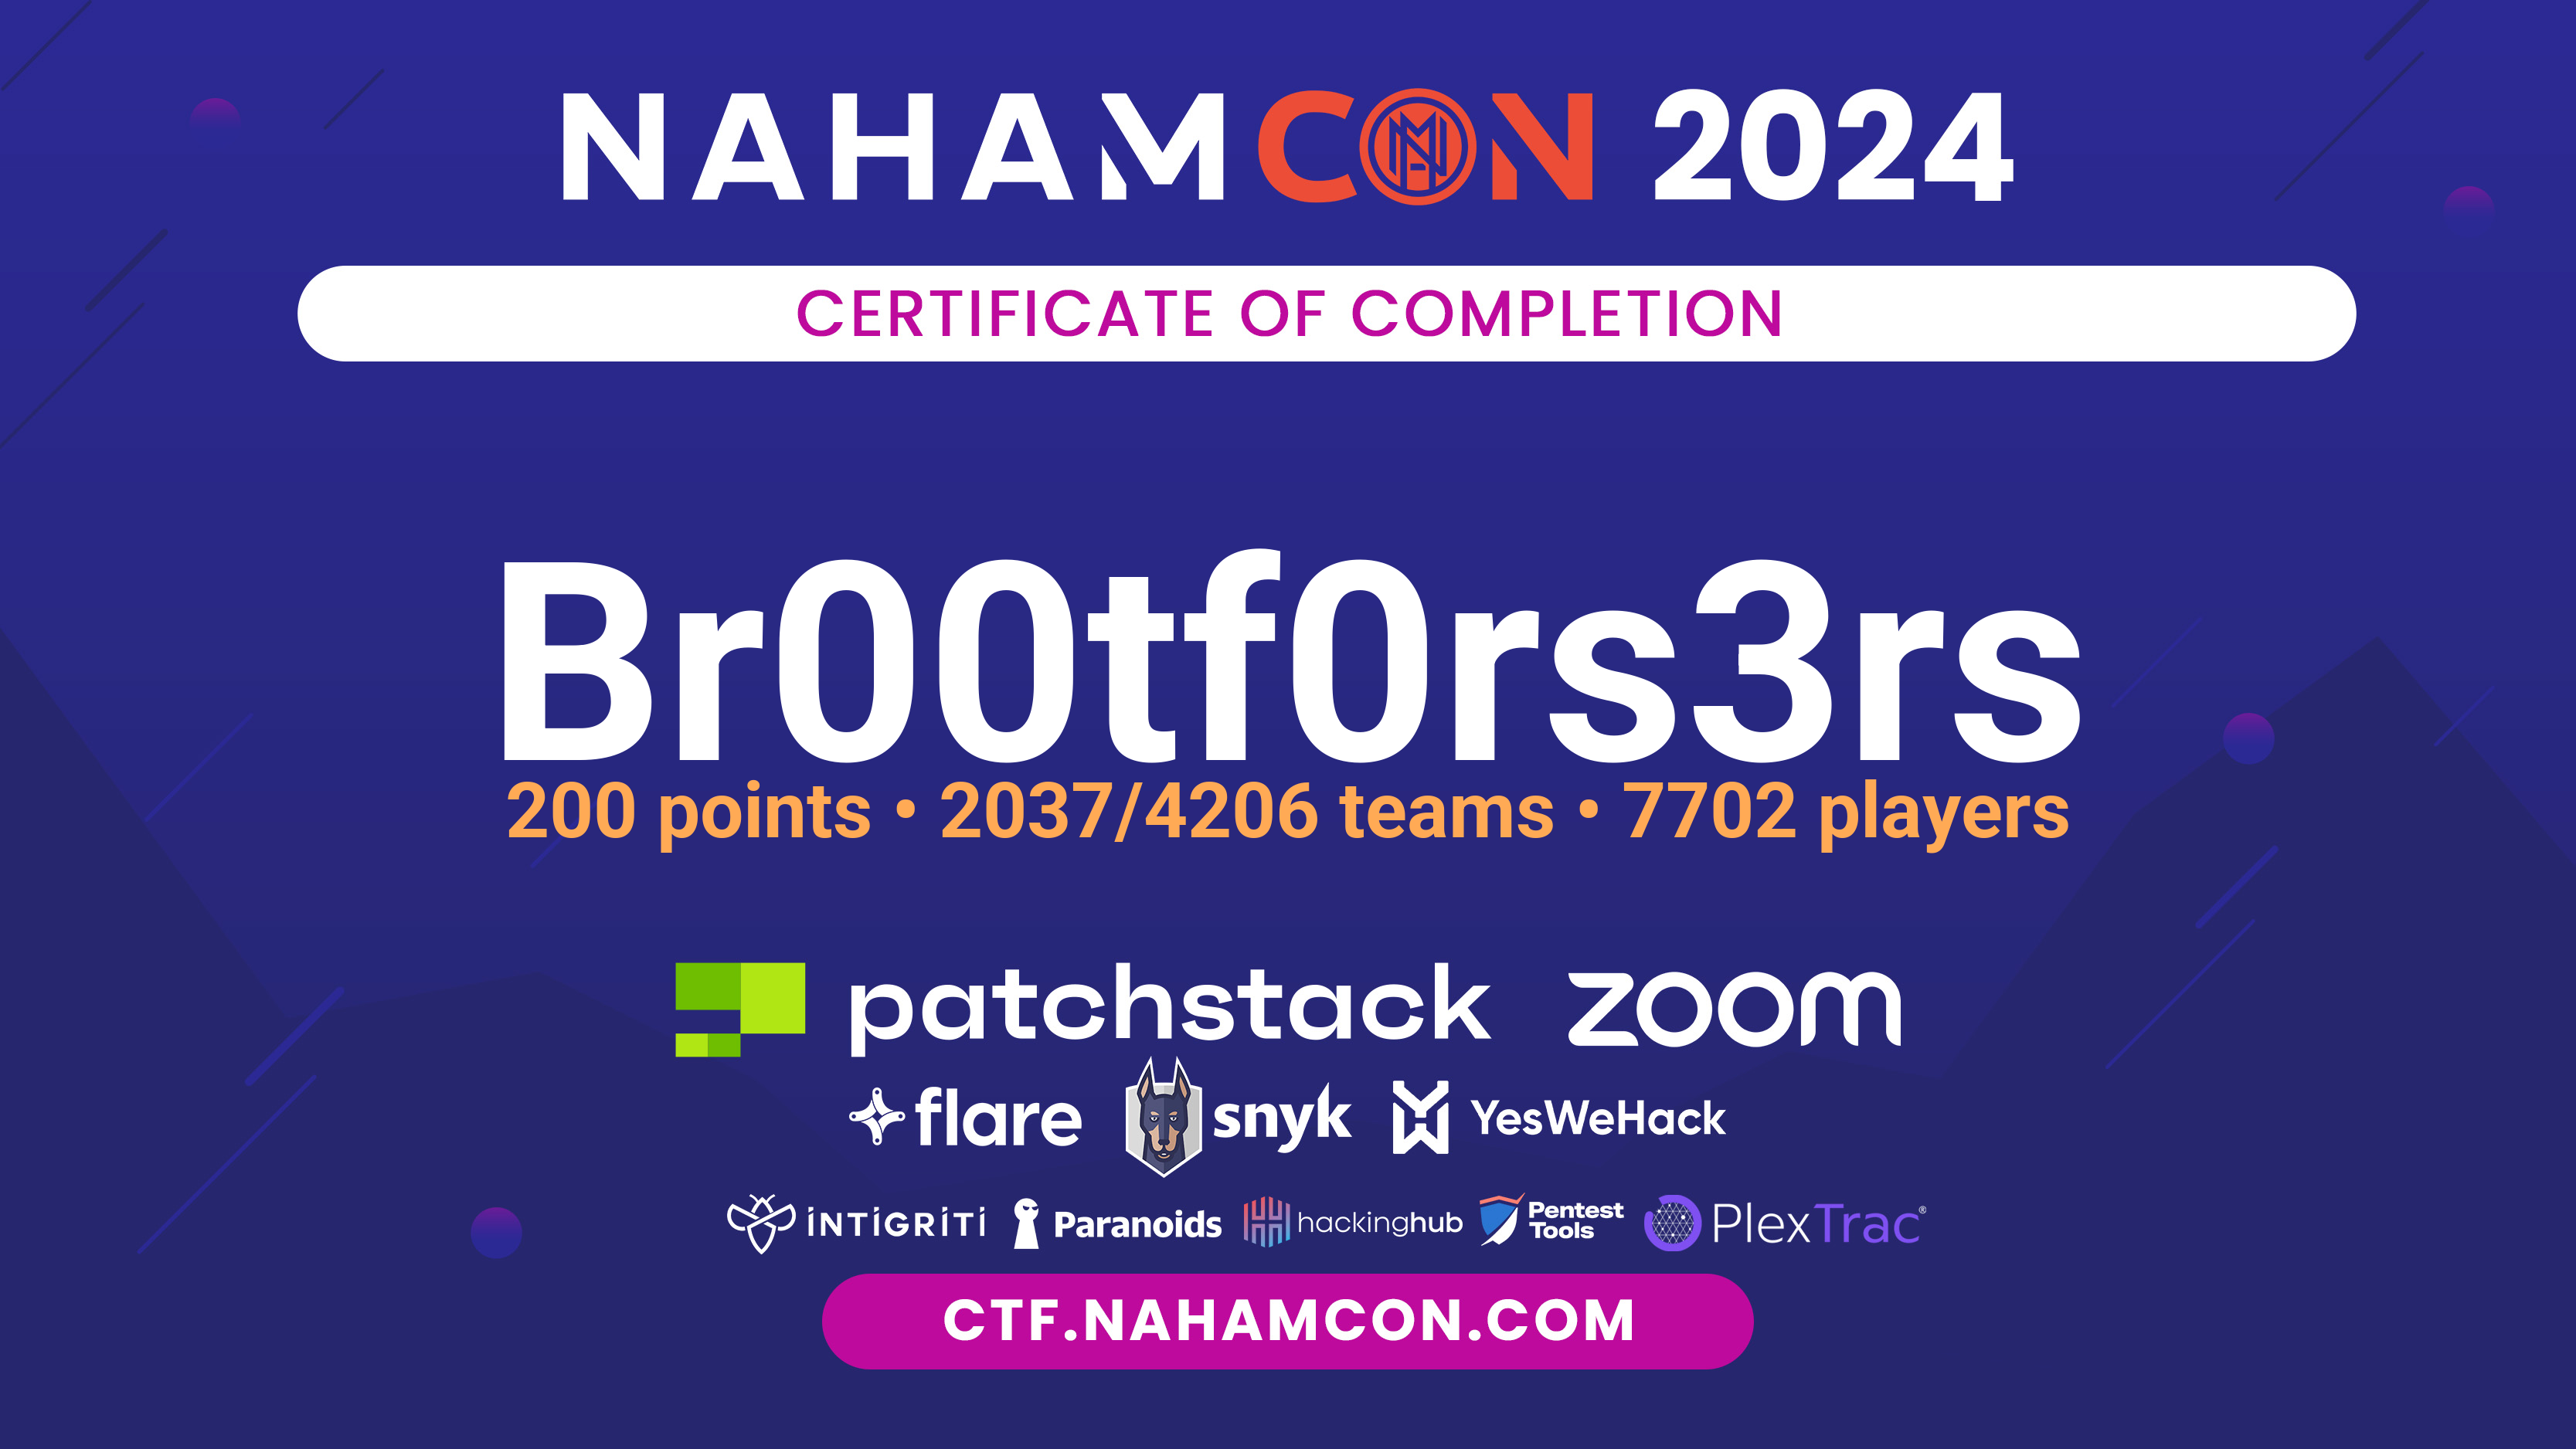 NAHAMCON 2024
CERTIFICATE OF COMPLETION
Br00tf0rs3rs
200 points • 2037/4206 teams • 7702 players
patchstack zoom
flare snyk YesWeHack
INTIGRITI Paranoids hackinghub Pentest Tools PlexTrac®
CTF.NAHAMCON.COM